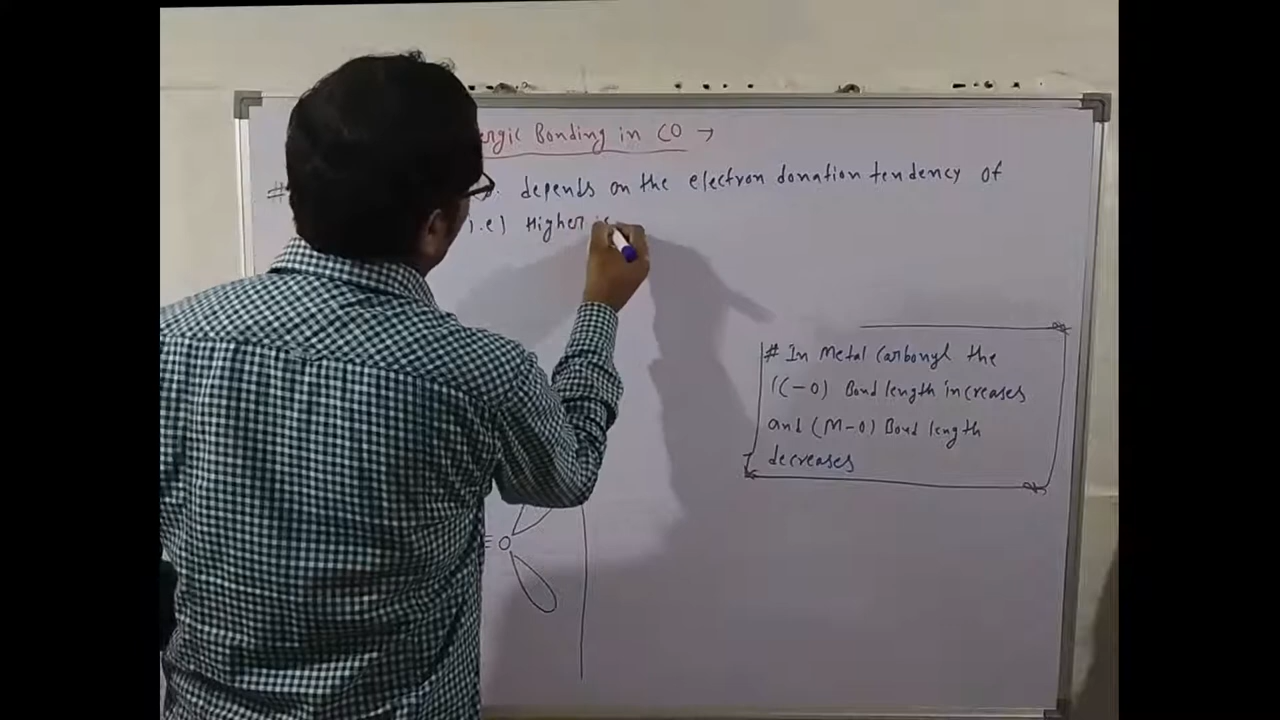 ergic Bonding in CO →
# depends on the electron donation tendency of
i.e) Higher is
# In Metal Carbonyl the
(C-O) Bond length increases
and (M-O) Bond length
decreases
≡O